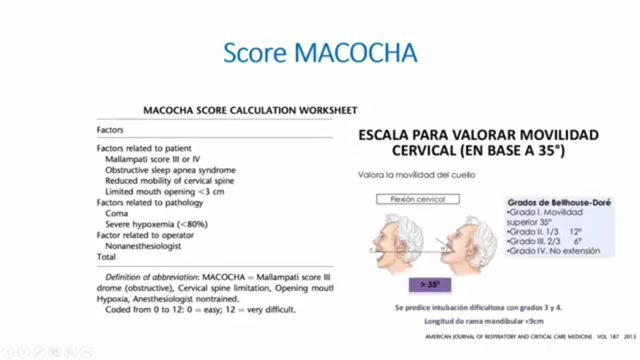 Score MACOCHA
MACOCHA SCORE CALCULATION WORKSHEET
Factors
Factors related to patient
Mallampati score III or IV
Obstructive sleep apnea syndrome
Reduced mobility of cervical spine
Limited mouth opening <3 cm
Factors related to pathology
Coma
Severe hypoxemia (<80%)
Factor related to operator
Nonanesthesiologist
Total
Definition of abbreviation: MACOCHA = Mallampati score III
drome (obstructive), Cervical spine limitation, Opening mout
Hypoxia, Anesthesiologist nontrained.
Coded from 0 to 12: 0 = easy; 12 = very difficult.
ESCALA PARA VALORAR MOVILIDAD
CERVICAL (EN BASE A 35°)
Valora la movilidad del cuello
Flexión cervical
> 35°
Grados de Bellhouse-Doré
•Grado I. Movilidad
superior 35°
•Grado II. 1/3 12°
•Grado III. 2/3 6°
•Grado IV. No extensión
Se predice intubación dificultosa con grados 3 y 4.
Longitud de rama mandibular <9cm
AMERICAN JOURNAL OF RESPIRATORY AND CRITICAL CARE MEDICINE VOL 187 2013